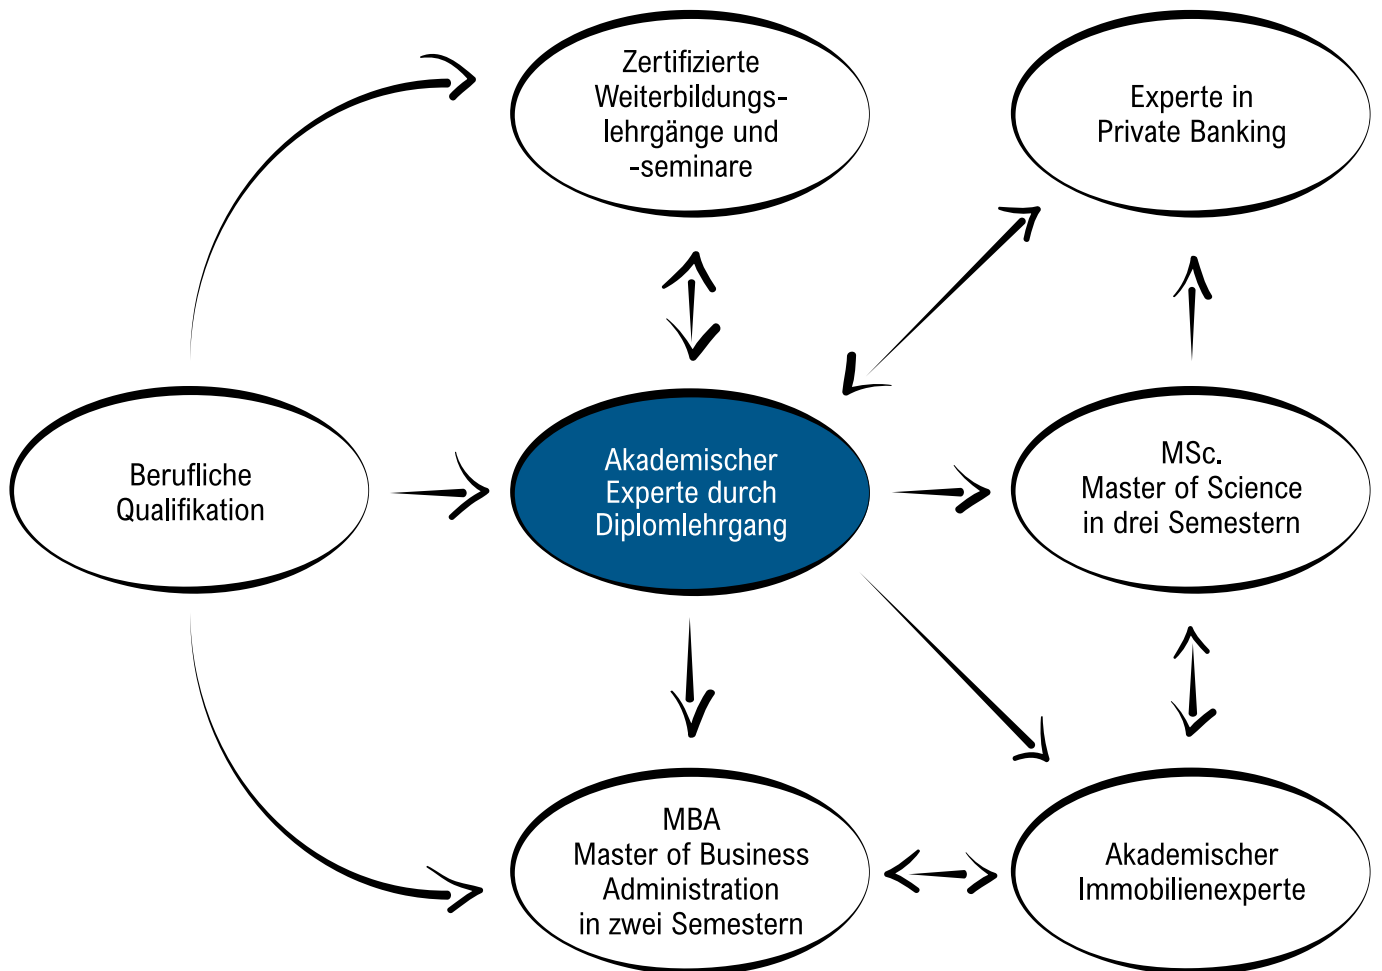 Zertifizierte
Weiterbildungs-
lehrgänge und
-seminare
Experte in
Private Banking
Berufliche
Qualifikation
Akademischer
Experte durch
Diplomlehrgang
MSc.
Master of Science
in drei Semestern
MBA
Master of Business
Administration
in zwei Semestern
Akademischer
Immobilienexperte